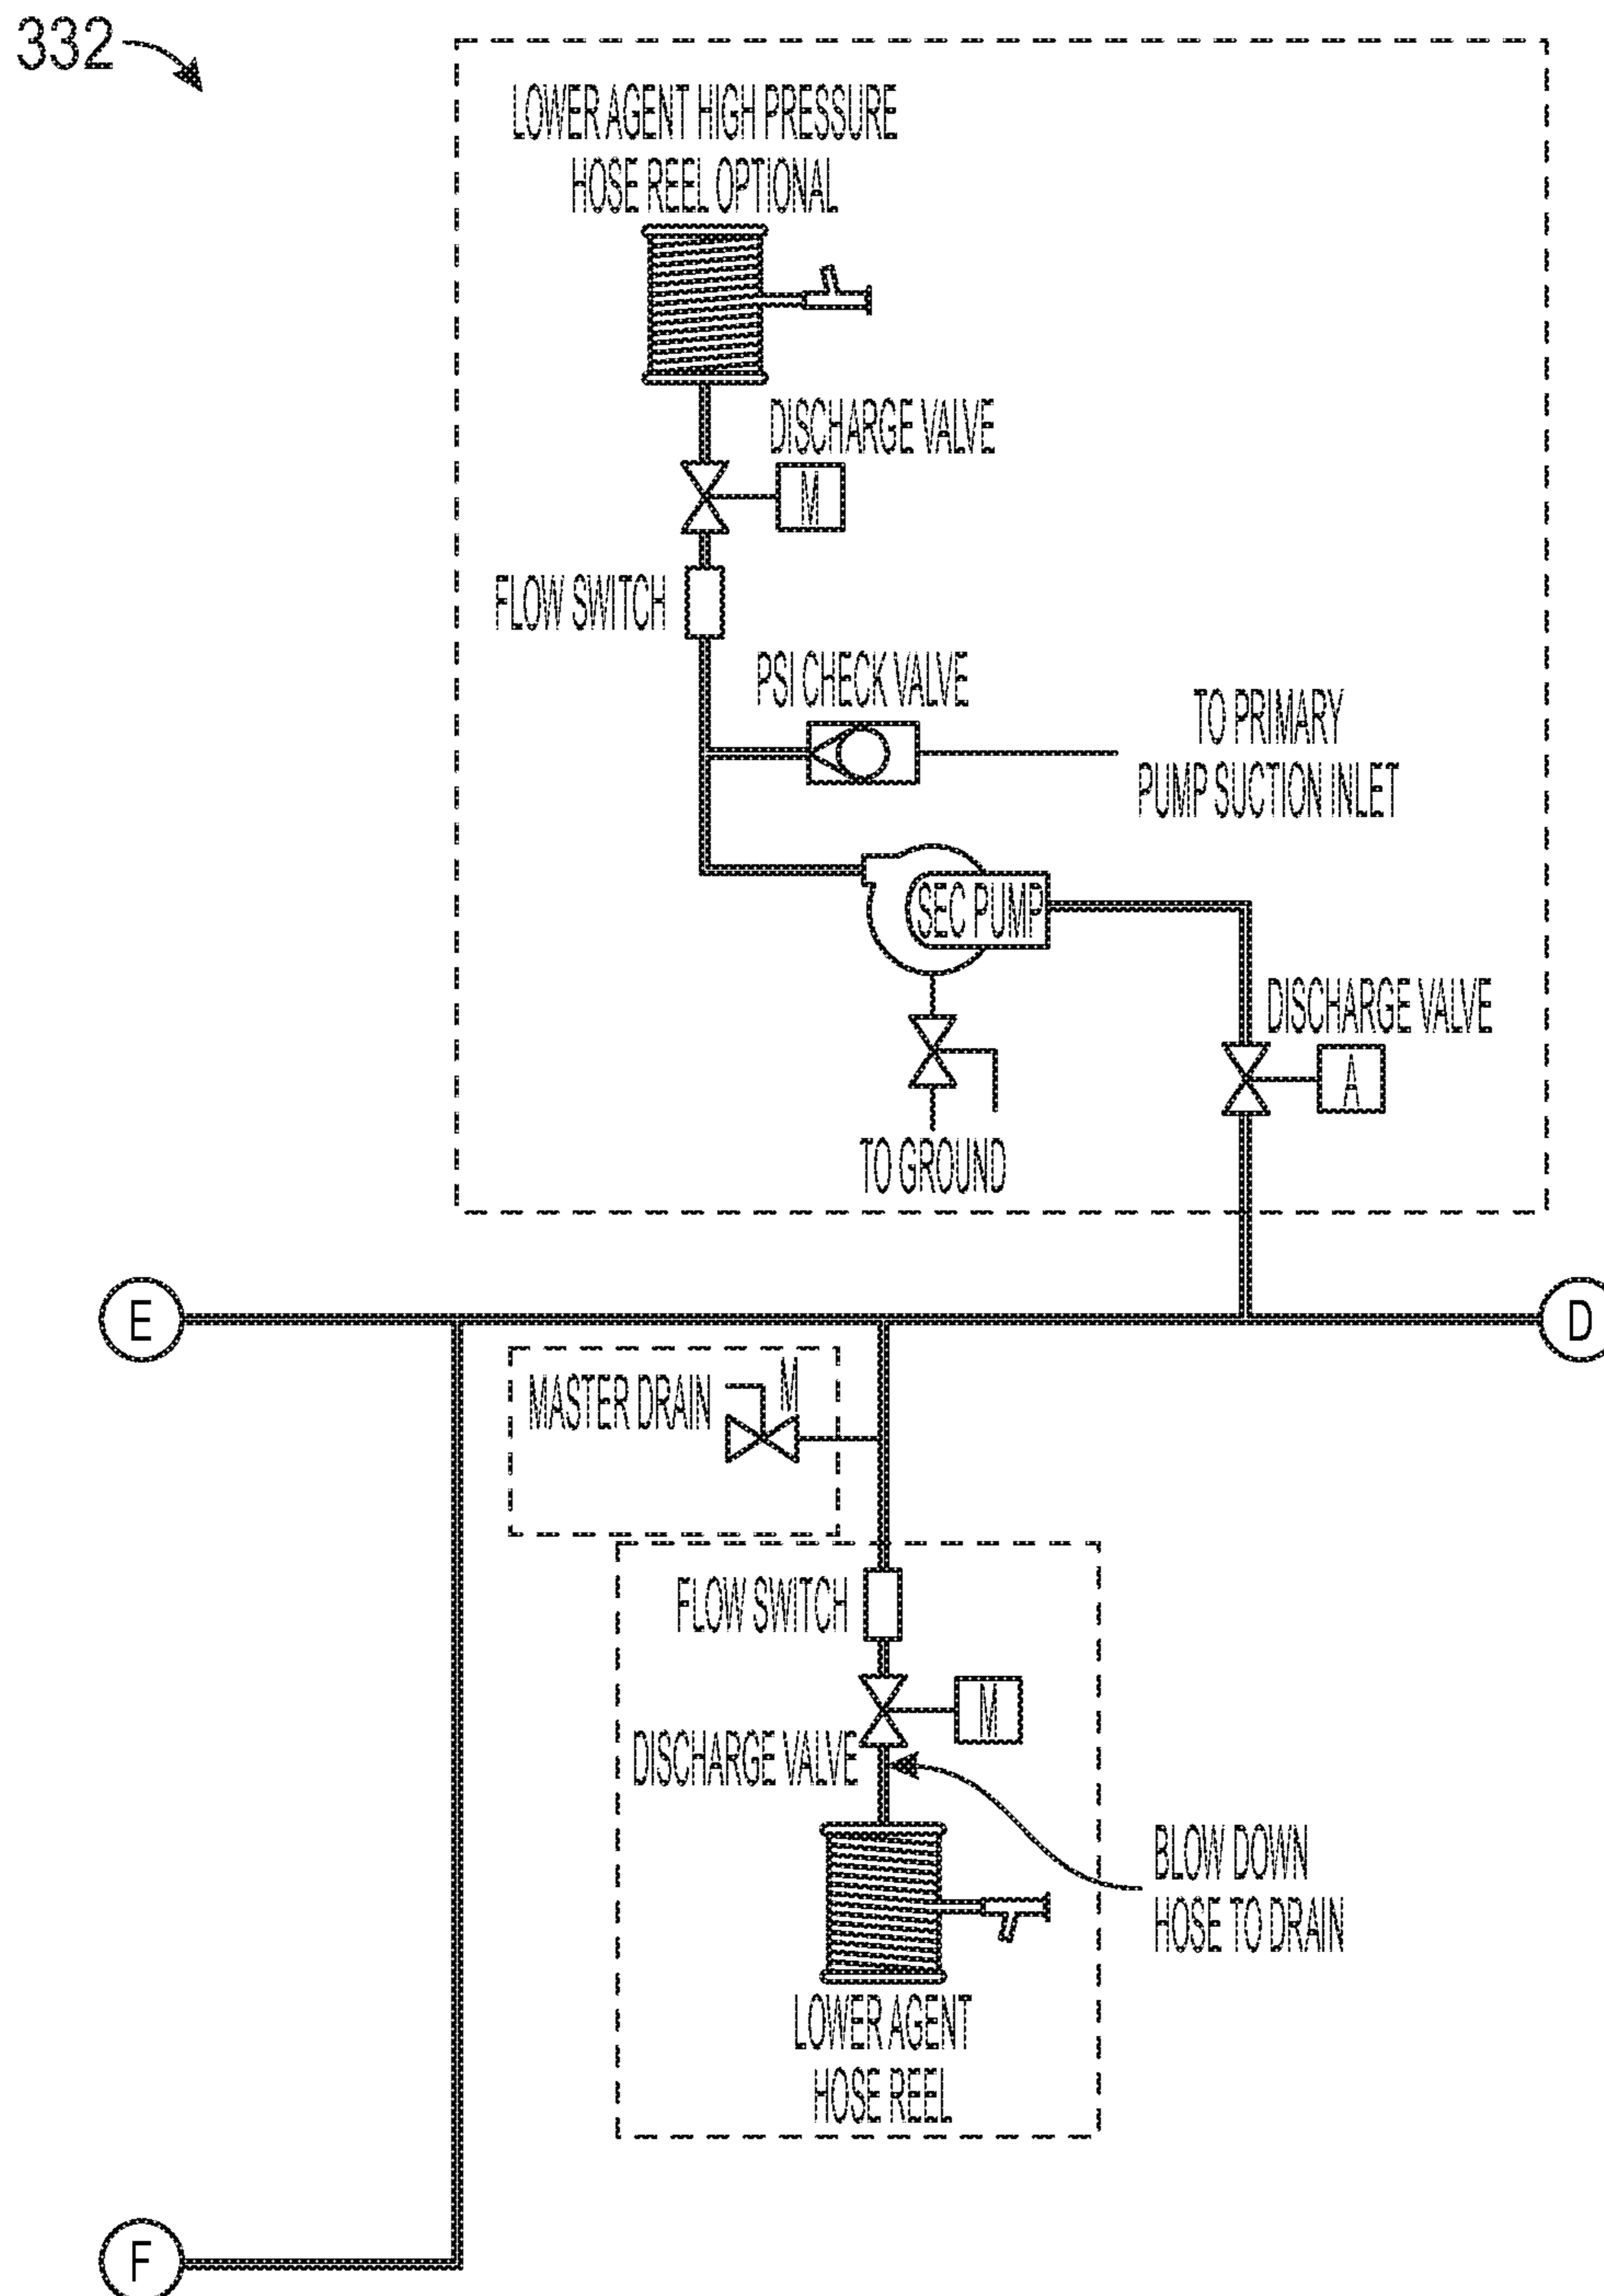 332
LOWER AGENT HIGH PRESSURE
HOSE REEL OPTIONAL
DISCHARGE VALVE
M
FLOW SWITCH
PSI CHECK VALVE
TO PRIMARY
PUMP SUCTION INLET
SEC PUMP
DISCHARGE VALVE
A
TO GROUND
E
D
MASTER DRAIN
M
FLOW SWITCH
M
DISCHARGE VALVE
BLOW DOWN
HOSE TO DRAIN
LOWER AGENT
HOSE REEL
F